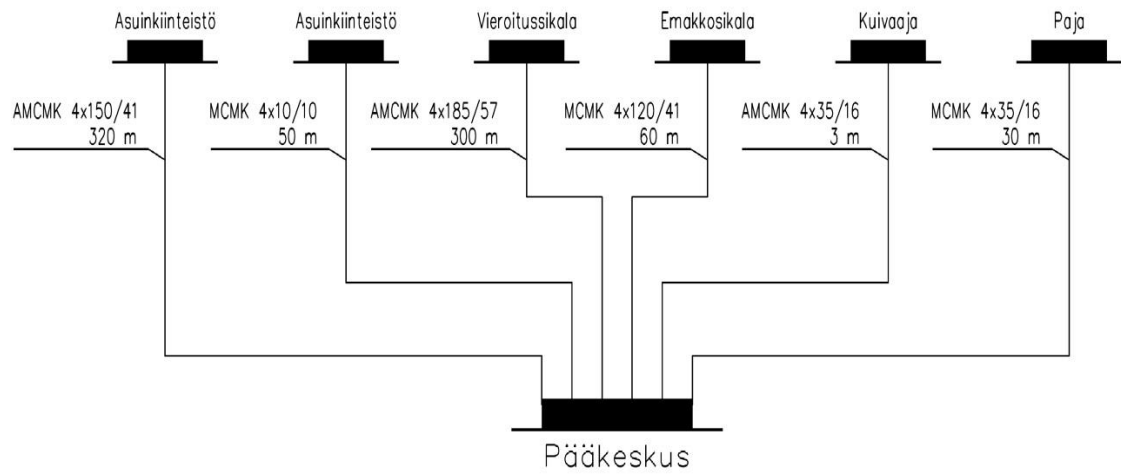 Asuinkiinteistö
Asuinkiinteistö
Vieroitussikala
Emakkosikala
Kuivaaja
Paja
AMCMK 4x150/41
320 m
MCMK 4x10/10
50 m
AMCMK 4x185/57
300 m
MCMK 4x120/41
60 m
AMCMK 4x35/16
3 m
MCMK 4x35/16
30 m
Pääkeskus